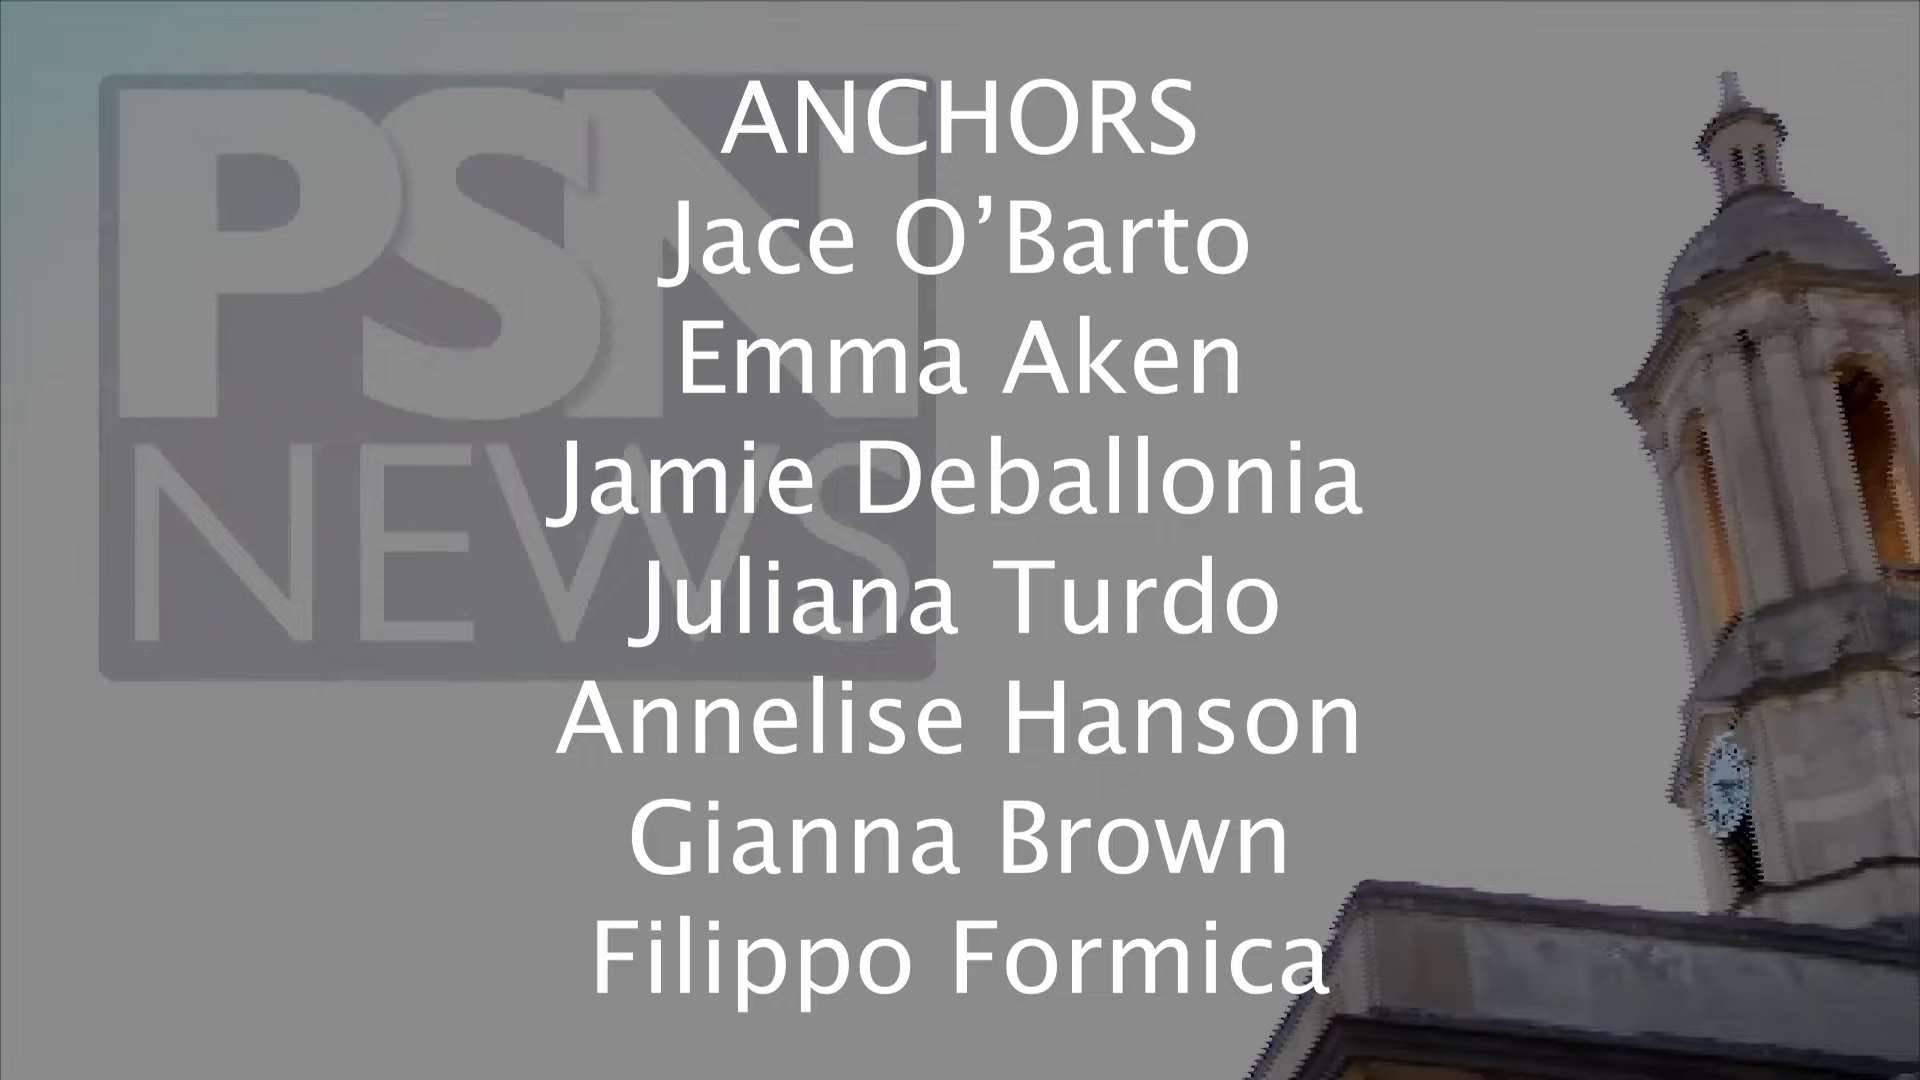 PSN
NEWS
ANCHORS
Jace O’Barto
Emma Aken
Jamie Deballonia
Juliana Turdo
Annelise Hanson
Gianna Brown
Filippo Formica